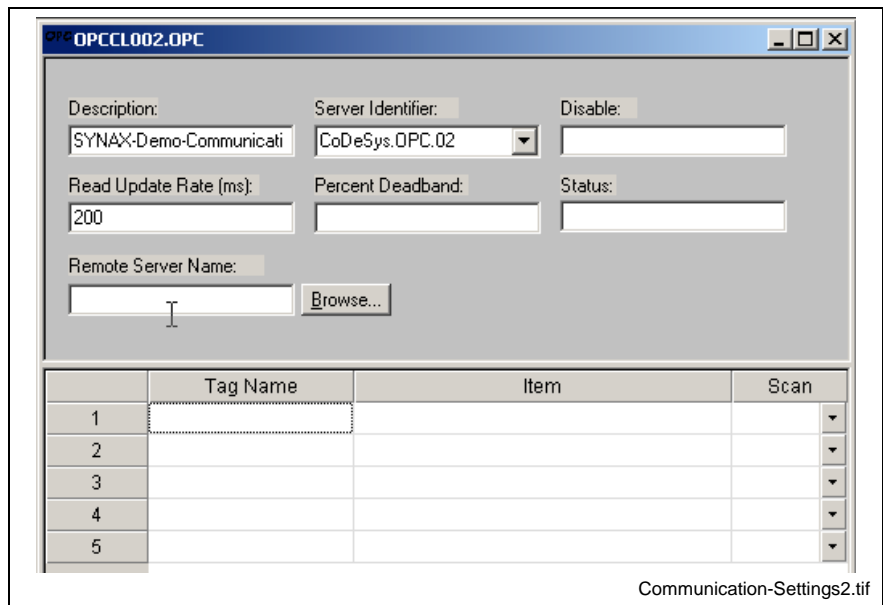 OPC OPCCL002.OPC
Description: Server Identifier: Disable:
SYNAX-Demo-Communicati CoDeSys.OPC.02
Read Update Rate (ms): Percent Deadband: Status:
200
Remote Server Name:
Browse...
Tag Name Item Scan
1
2
3
4
5
Communication-Settings2.tif